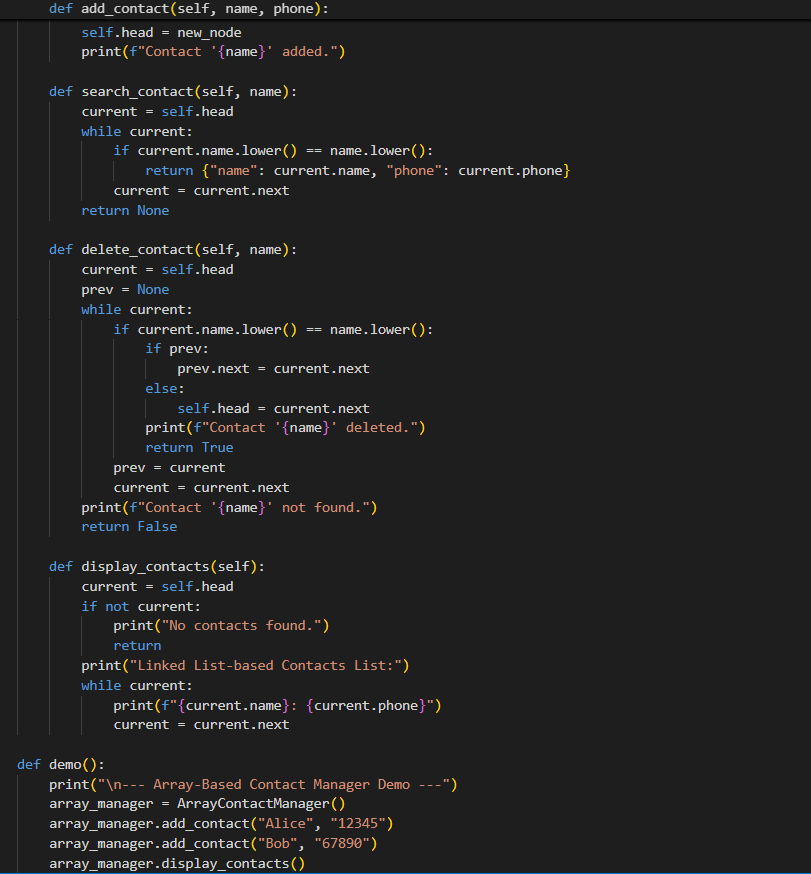 def add_contact(self, name, phone):
        self.head = new_node
        print(f"Contact '{name}' added.")

    def search_contact(self, name):
        current = self.head
        while current:
            if current.name.lower() == name.lower():
                return {"name": current.name, "phone": current.phone}
            current = current.next
        return None

    def delete_contact(self, name):
        current = self.head
        prev = None
        while current:
            if current.name.lower() == name.lower():
                if prev:
                    prev.next = current.next
                else:
                    self.head = current.next
                print(f"Contact '{name}' deleted.")
                return True
            prev = current
            current = current.next
        print(f"Contact '{name}' not found.")
        return False

    def display_contacts(self):
        current = self.head
        if not current:
            print("No contacts found.")
            return
        print("Linked List-based Contacts List:")
        while current:
            print(f"{current.name}: {current.phone}")
            current = current.next

def demo():
    print("\n--- Array-Based Contact Manager Demo ---")
    array_manager = ArrayContactManager()
    array_manager.add_contact("Alice", "12345")
    array_manager.add_contact("Bob", "67890")
    array_manager.display_contacts()